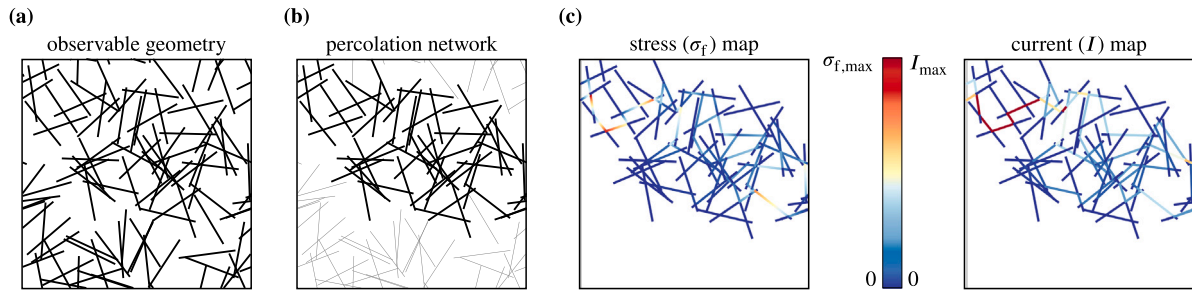 (a)
observable geometry
(b)
percolation network
(c)
stress (σf) map
σf,max
Imax
0
0
current (I) map